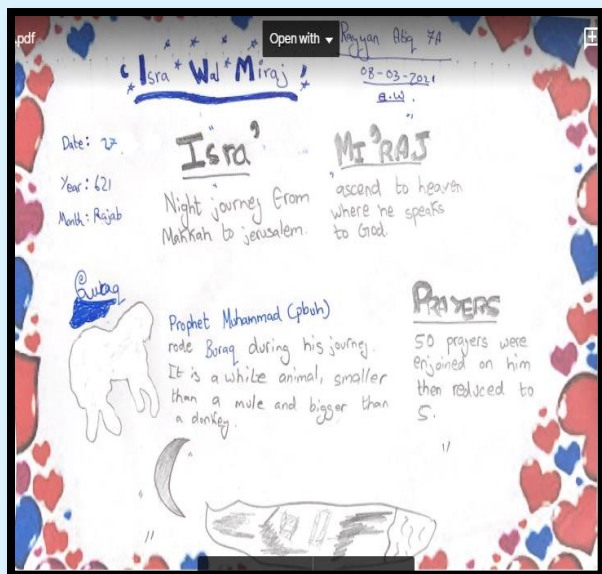 .pdf
Open with
Rayyan Atiq 7A
"Isra Wal Miraj"
08-03-2021
Date: 27
Year: 621
Month: Rajab
Isra'
Night journey from
Makkah to jerusalem.
MI'RAJ
ascend to heaven
where he speaks
to God.
Prophet Muhammad (pbuh)
rode Buraq during his journey.
It is a white animal, smaller
than a mule and bigger than
a donkey.
PRAYERS
50 prayers were
enjoined on him
then reduced to
5.